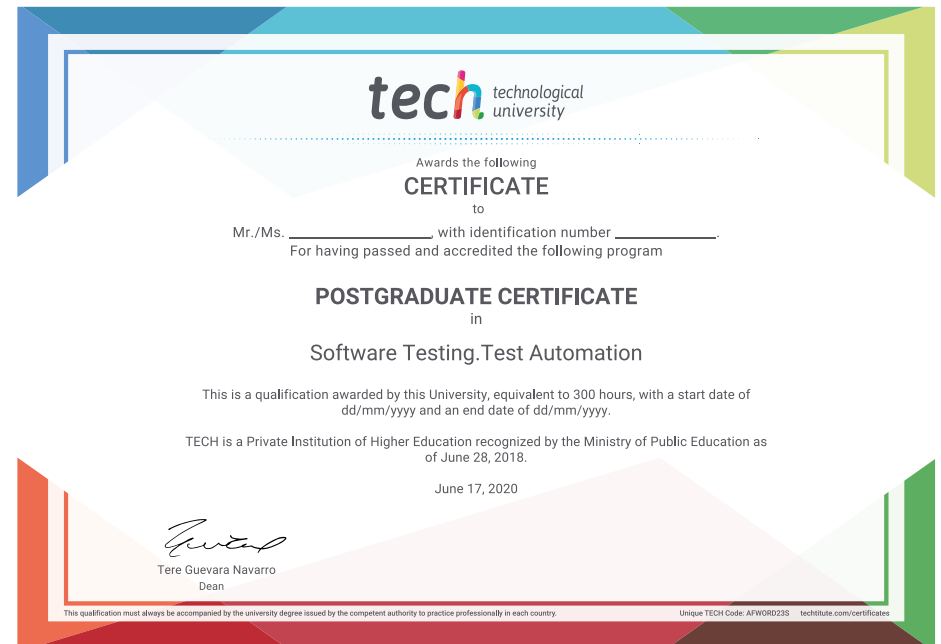 tech technological
university
Awards the following
CERTIFICATE
to
Mr./Ms. ____________, with identification number ____________.
For having passed and accredited the following program
POSTGRADUATE CERTIFICATE
in
Software Testing.Test Automation
This is a qualification awarded by this University, equivalent to 300 hours, with a start date of
dd/mm/yyyy and an end date of dd/mm/yyyy.
TECH is a Private Institution of Higher Education recognized by the Ministry of Public Education as
of June 28, 2018.
June 17, 2020
Tere Guevara Navarro
Dean
This qualification must always be accompanied by the university degree issued by the competent authority to practice professionally in each country. Unique TECH Code: AFWORD23S techtitute.com/certificates